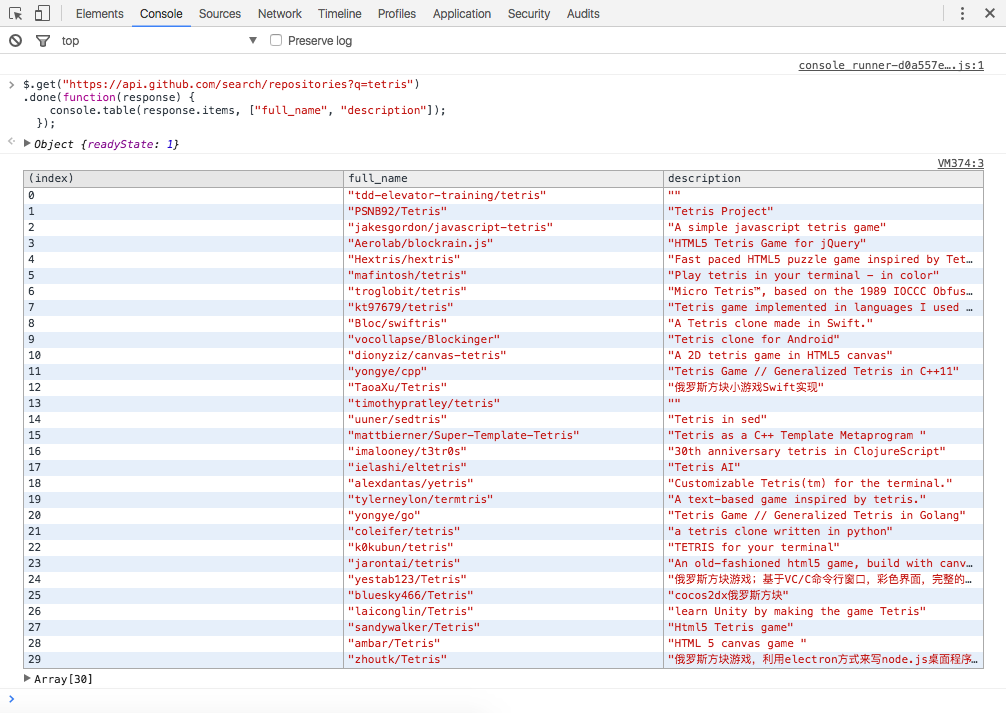 Elements Console Sources Network Timeline Profiles Application Security Audits
top ▼ Preserve log
console_runner-d0a557e….js:1
> $.get("https://api.github.com/search/repositories?q=tetris")
.done(function(response) {
console.table(response.items, ["full_name", "description"]);
});
Object {readyState: 1}
VM374:3
(index) full_name description
0 "tdd-elevator-training/tetris" ""
1 "PSNB92/Tetris" "Tetris Project"
2 "jakesgordon/javascript-tetris" "A simple javascript tetris game"
3 "Aerolab/blockrain.js" "HTML5 Tetris Game for jQuery"
4 "Hextris/hextris" "Fast paced HTML5 puzzle game inspired by Tet…
5 "mafintosh/tetris" "Play tetris in your terminal - in color"
6 "troglobit/tetris" "Micro Tetris™, based on the 1989 IOCCC Obfus…
7 "kt97679/tetris" "Tetris game implemented in languages I used …
8 "Bloc/swiftris" "A Tetris clone made in Swift."
9 "vocollapse/Blockinger" "Tetris clone for Android"
10 "dionyziz/canvas-tetris" "A 2D tetris game in HTML5 canvas"
11 "yongye/cpp" "Tetris Game // Generalized Tetris in C++11"
12 "TaoaXu/Tetris" "俄罗斯方块小游戏Swift实现"
13 "timothypratley/tetris" ""
14 "uuner/sedtris" "Tetris in sed"
15 "mattbierner/Super-Template-Tetris" "Tetris as a C++ Template Metaprogram "
16 "imalooney/t3tr0s" "30th anniversary tetris in ClojureScript"
17 "ielashi/eltetris" "Tetris AI"
18 "alexdantas/yetris" "Customizable Tetris(tm) for the terminal."
19 "tylerneylon/termtris" "A text-based game inspired by tetris."
20 "yongye/go" "Tetris Game // Generalized Tetris in Golang"
21 "coleifer/tetris" "a tetris clone written in python"
22 "k0kubun/tetris" "TETRIS for your terminal"
23 "jarontai/tetris" "An old-fashioned html5 game, build with canv…
24 "yestab123/Tetris" "俄罗斯方块游戏；基于VC/C命令行窗口，彩色界面，完整的…
25 "bluesky466/Tetris" "cocos2dx俄罗斯方块"
26 "laiconglin/Tetris" "learn Unity by making the game Tetris"
27 "sandywalker/Tetris" "Html5 Tetris game"
28 "ambar/Tetris" "HTML 5 canvas game "
29 "zhoutk/Tetris" "俄罗斯方块游戏，利用electron方式来写node.js桌面程序…
Array[30]
>